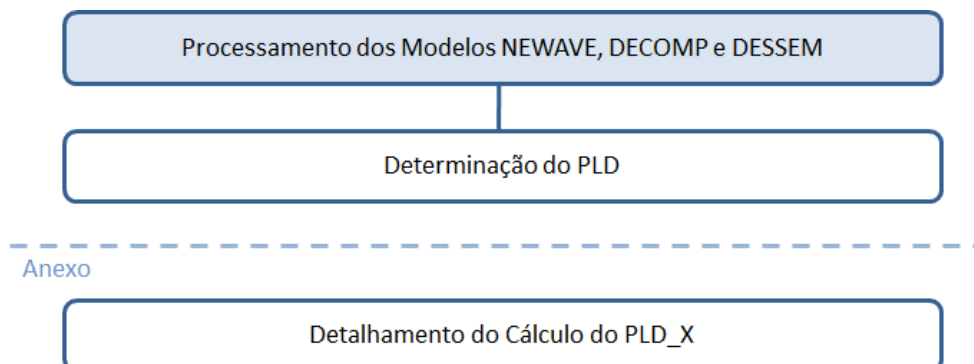 Processamento dos Modelos NEWAVE, DECOMP e DESSEM
Determinação do PLD
Anexo
Detalhamento do Cálculo do PLD_X